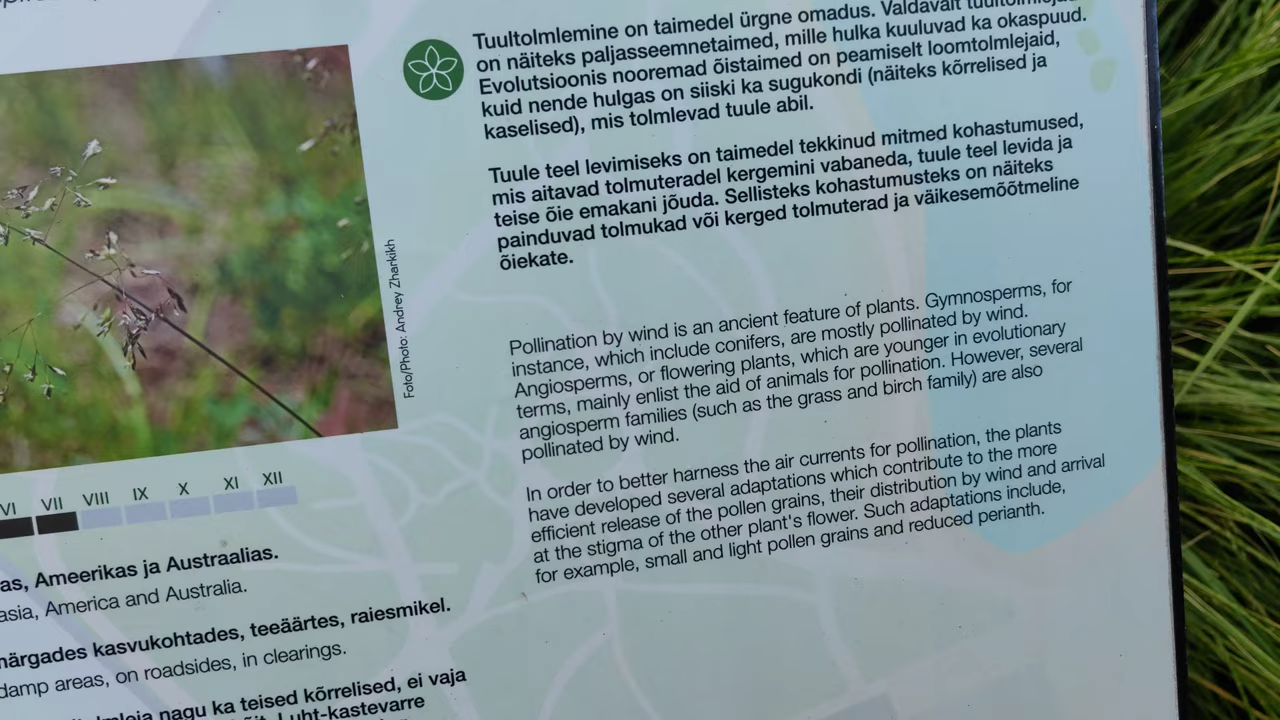 Tuultolmlemine on taimedel ürgne omadus. Valdavalt
on näiteks paljasseemnetaimed, mille hulka kuuluvad ka okaspuud.
Evolutsioonis nooremad õistaimed on peamiselt loomtolmlejaid,
kuid nende hulgas on siiski ka sugukondi (näiteks kõrrelised ja
kaselised), mis tolmlevad tuule abil.
Tuule teel levimiseks on taimedel tekkinud mitmed kohastumused,
mis aitavad tolmuteradel kergemini vabaneda, tuule teel levida ja
teise õie emakani jõuda. Sellisteks kohastumusteks on näiteks
painduvad tolmukad või kerged tolmuterad ja väikesemõõtmeline
õiekate.
Pollination by wind is an ancient feature of plants. Gymnosperms, for
instance, which include conifers, are mostly pollinated by wind.
Angiosperms, or flowering plants, which are younger in evolutionary
terms, mainly enlist the aid of animals for pollination. However, several
angiosperm families (such as the grass and birch family) are also
pollinated by wind.
In order to better harness the air currents for pollination, the plants
have developed several adaptations which contribute to the more
efficient release of the pollen grains, their distribution by wind and arrival
at the stigma of the other plant's flower. Such adaptations include,
for example, small and light pollen grains and reduced perianth.
Foto/Photo: Andrey Zharkikh
VI VII VIII IX X XI XII
as, Ameerikas ja Austraalias.
asia, America and Australia.
märgades kasvukohtades, teeäärtes, raiesmikel.
damp areas, on roadsides, in clearings.
nagu ka teised kõrrelised, ei vaja
Luht-kastevarre